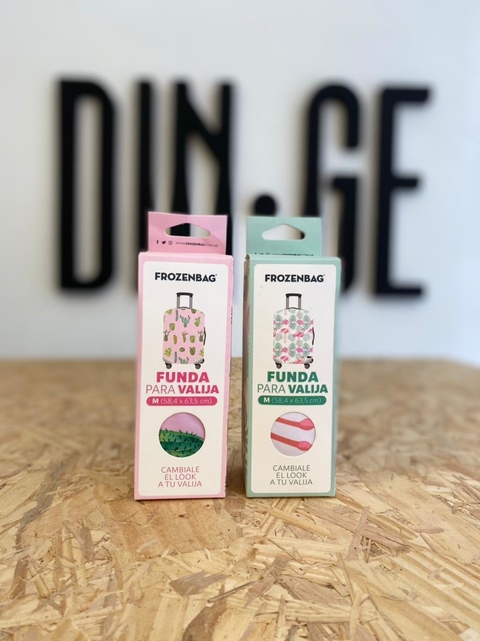 DIN.GE
FROZENBAG
FUNDA
PARA VALIJA
M (58,4 x 63,5 cm)
CAMBIALE
EL LOOK
A TU VALIJA
FROZENBAG
FUNDA
PARA VALIJA
M (58,4 x 63,5 cm)
CAMBIALE
EL LOOK
A TU VALIJA